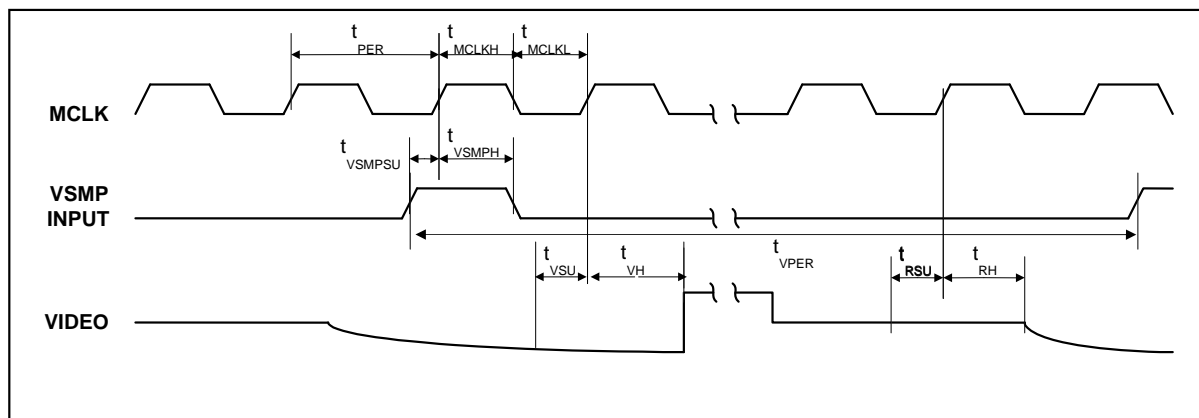 t PER t MCLKH t MCLKL
MCLK
t VSMPSU t VSMPH
VSMP
INPUT
t VPER
t VSU t VH t RSU t RH
VIDEO